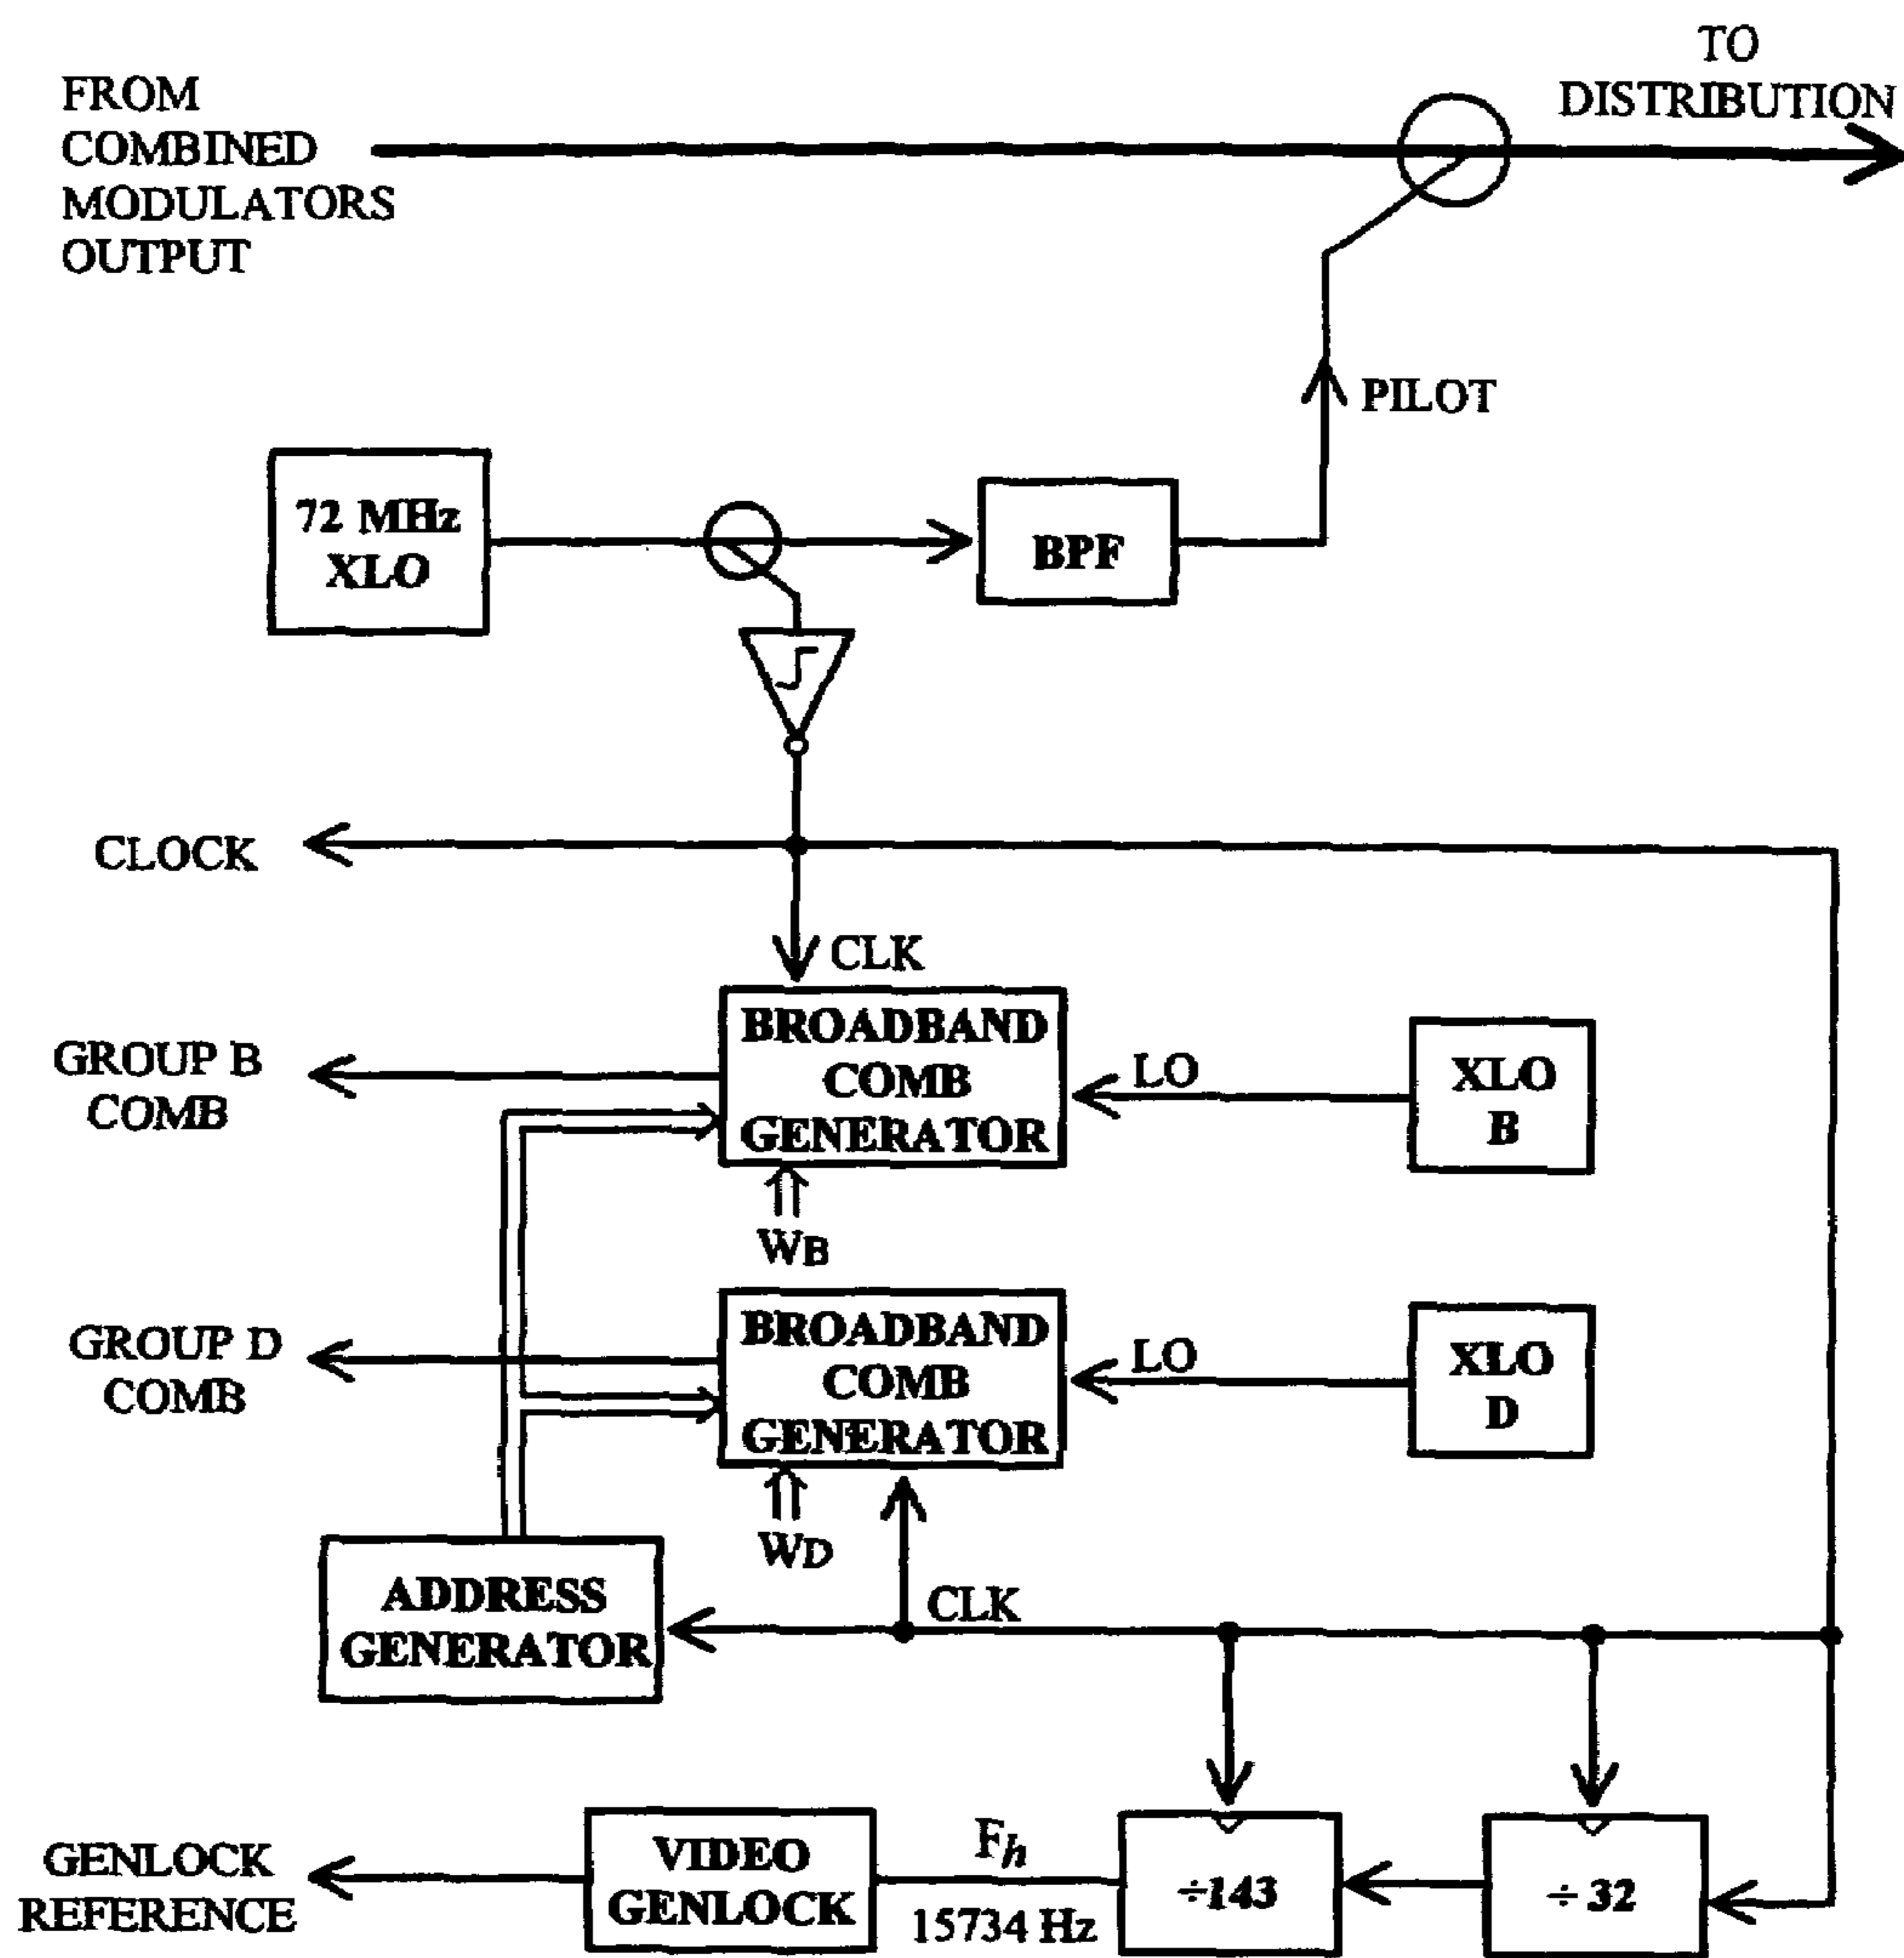 TO
DISTRIBUTION
FROM
COMBINED
MODULATORS
OUTPUT
PILOT
72 MHz
XLO
BPF
CLOCK
CLK
BROADBAND
COMB
GENERATOR
GROUP B
COMB
LO
XLO
B
WB
BROADBAND
COMB
GENERATOR
GROUP D
COMB
LO
XLO
D
WD
ADDRESS
GENERATOR
CLK
GENLOCK
REFERENCE
VIDEO
GENLOCK
Fh
15734 Hz
÷143
÷ 32